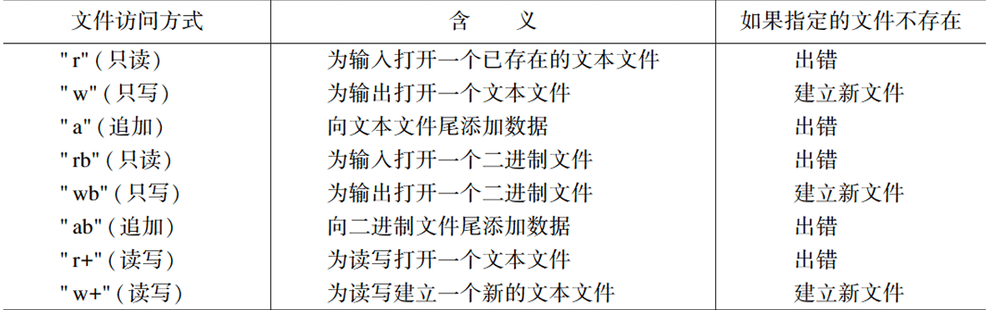 文件访问方式 含 义 如果指定的文件不存在
"r"(只读) 为输入打开一个已存在的文本文件 出错
"w"(只写) 为输出打开一个文本文件 建立新文件
"a"(追加) 向文本文件尾添加数据 出错
"rb"(只读) 为输入打开一个二进制文件 出错
"wb"(只写) 为输出打开一个二进制文件 建立新文件
"ab"(追加) 向二进制文件尾添加数据 出错
"r+"(读写) 为读写打开一个文本文件 出错
"w+"(读写) 为读写建立一个新的文本文件 建立新文件